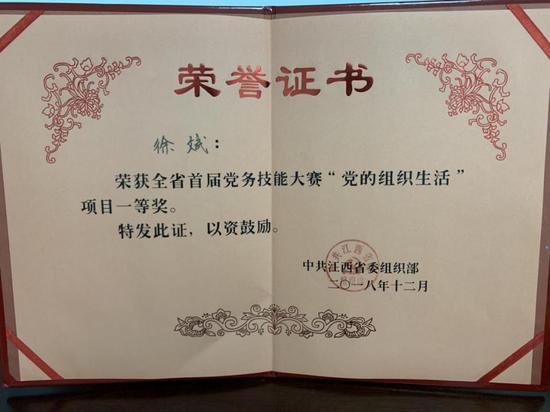 荣誉证书
徐斌：
荣获全省首届党务技能大赛“党的组织生活”
项目一等奖。
特发此证，以资鼓励。
中共江西省委组织部
二〇一八年十二月